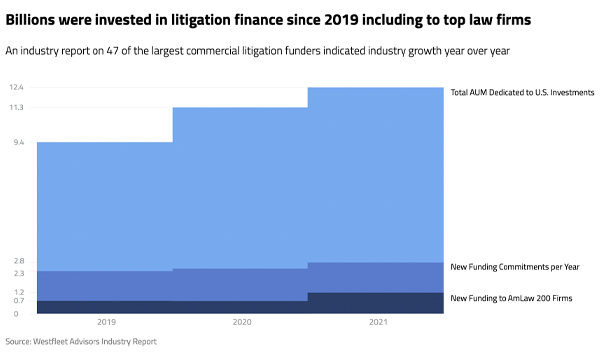 Billions were invested in litigation finance since 2019 including to top law firms
An industry report on 47 of the largest commercial litigation funders indicated industry growth year over year
12.4
Total AUM Dedicated to U.S. Investments
11.3
9.4
2.8
New Funding Commitments per Year
2.3
1.2
New Funding to AmLaw 200 Firms
0.7
0
2019 2020 2021
Source: Westfleet Advisors Industry Report